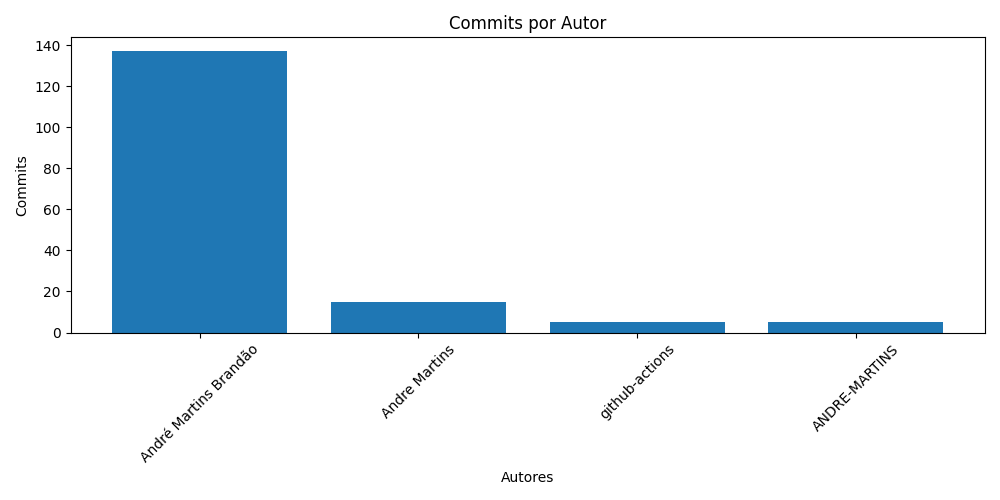 Commits por Autor
Commits
140
120
100
80
60
40
20
0
André Martins Brandão
Andre Martins
github-actions
ANDRE-MARTINS
Autores